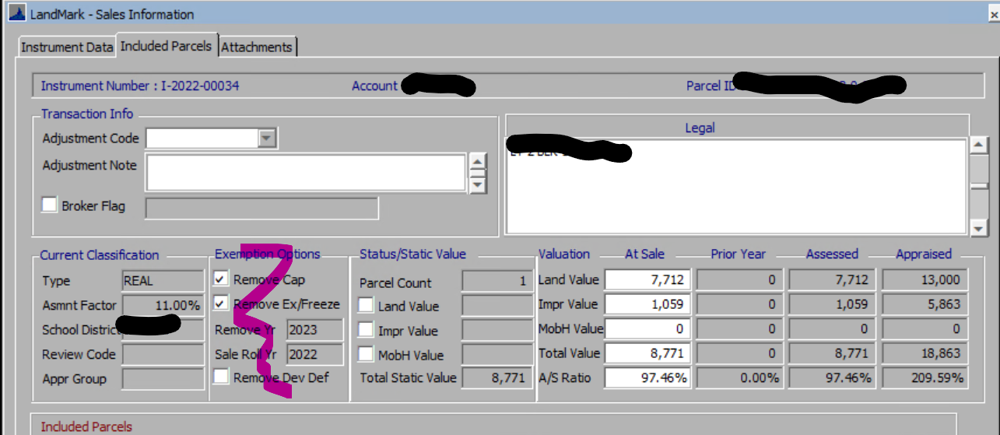 LandMark - Sales Information
Instrument Data Included Parcels Attachments
Instrument Number : I-2022-00034 Account Parcel ID
Transaction Info
Legal
Adjustment Code
Adjustment Note
Broker Flag
Current Classification
Type REAL
Asmnt Factor 11.00%
School District
Review Code
Appr Group
Exemption Options
Remove Cap
Remove Ex/Freeze
Remove Yr 2023
Sale Roll Yr 2022
Remove Dev Def
Status/Static Value
Parcel Count 1
Land Value
Impr Value
MobH Value
Total Static Value 8,771
Valuation At Sale Prior Year Assessed Appraised
Land Value 7,712 0 7,712 13,000
Impr Value 1,059 0 1,059 5,863
MobH Value 0 0 0 0
Total Value 8,771 0 8,771 18,863
A/S Ratio 97.46% 0.00% 97.46% 209.59%
Included Parcels